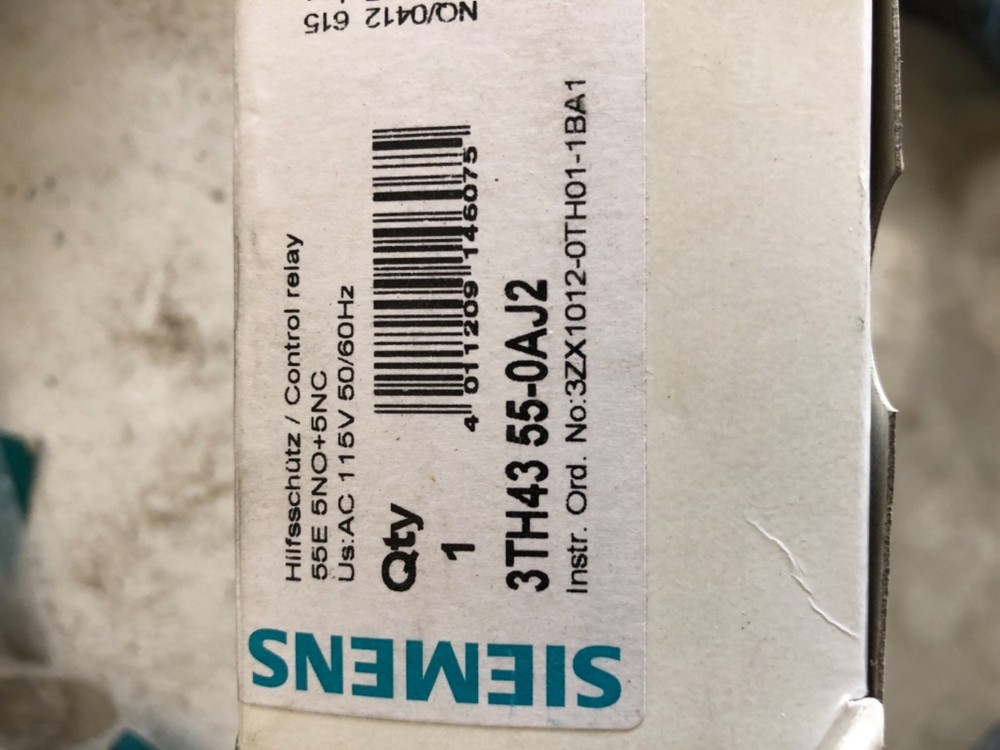 Hilfsschütz / Control relay
55E 5NO+5NC
Us:AC 115V 50/60Hz
Qty
1
4 011209 146075
3TH43 55-0AJ2
Instr. Ord. No:3ZX1012-0TH01-1BA1
SIEMENS
NQ/0412 615